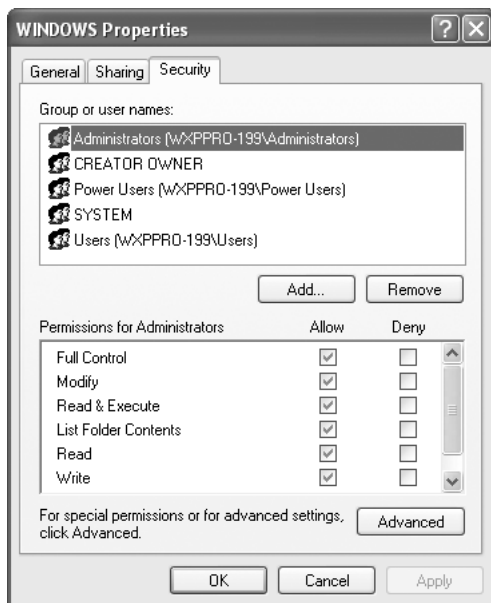 WINDOWS Properties
General Sharing Security
Group or user names:
Administrators (WXPPRO-199\Administrators)
CREATOR OWNER
Power Users (WXPPRO-199\Power Users)
SYSTEM
Users (WXPPRO-199\Users)
Add... Remove
Permissions for Administrators Allow Deny
Full Control
Modify
Read & Execute
List Folder Contents
Read
Write
For special permissions or for advanced settings,
click Advanced.
Advanced
OK Cancel Apply